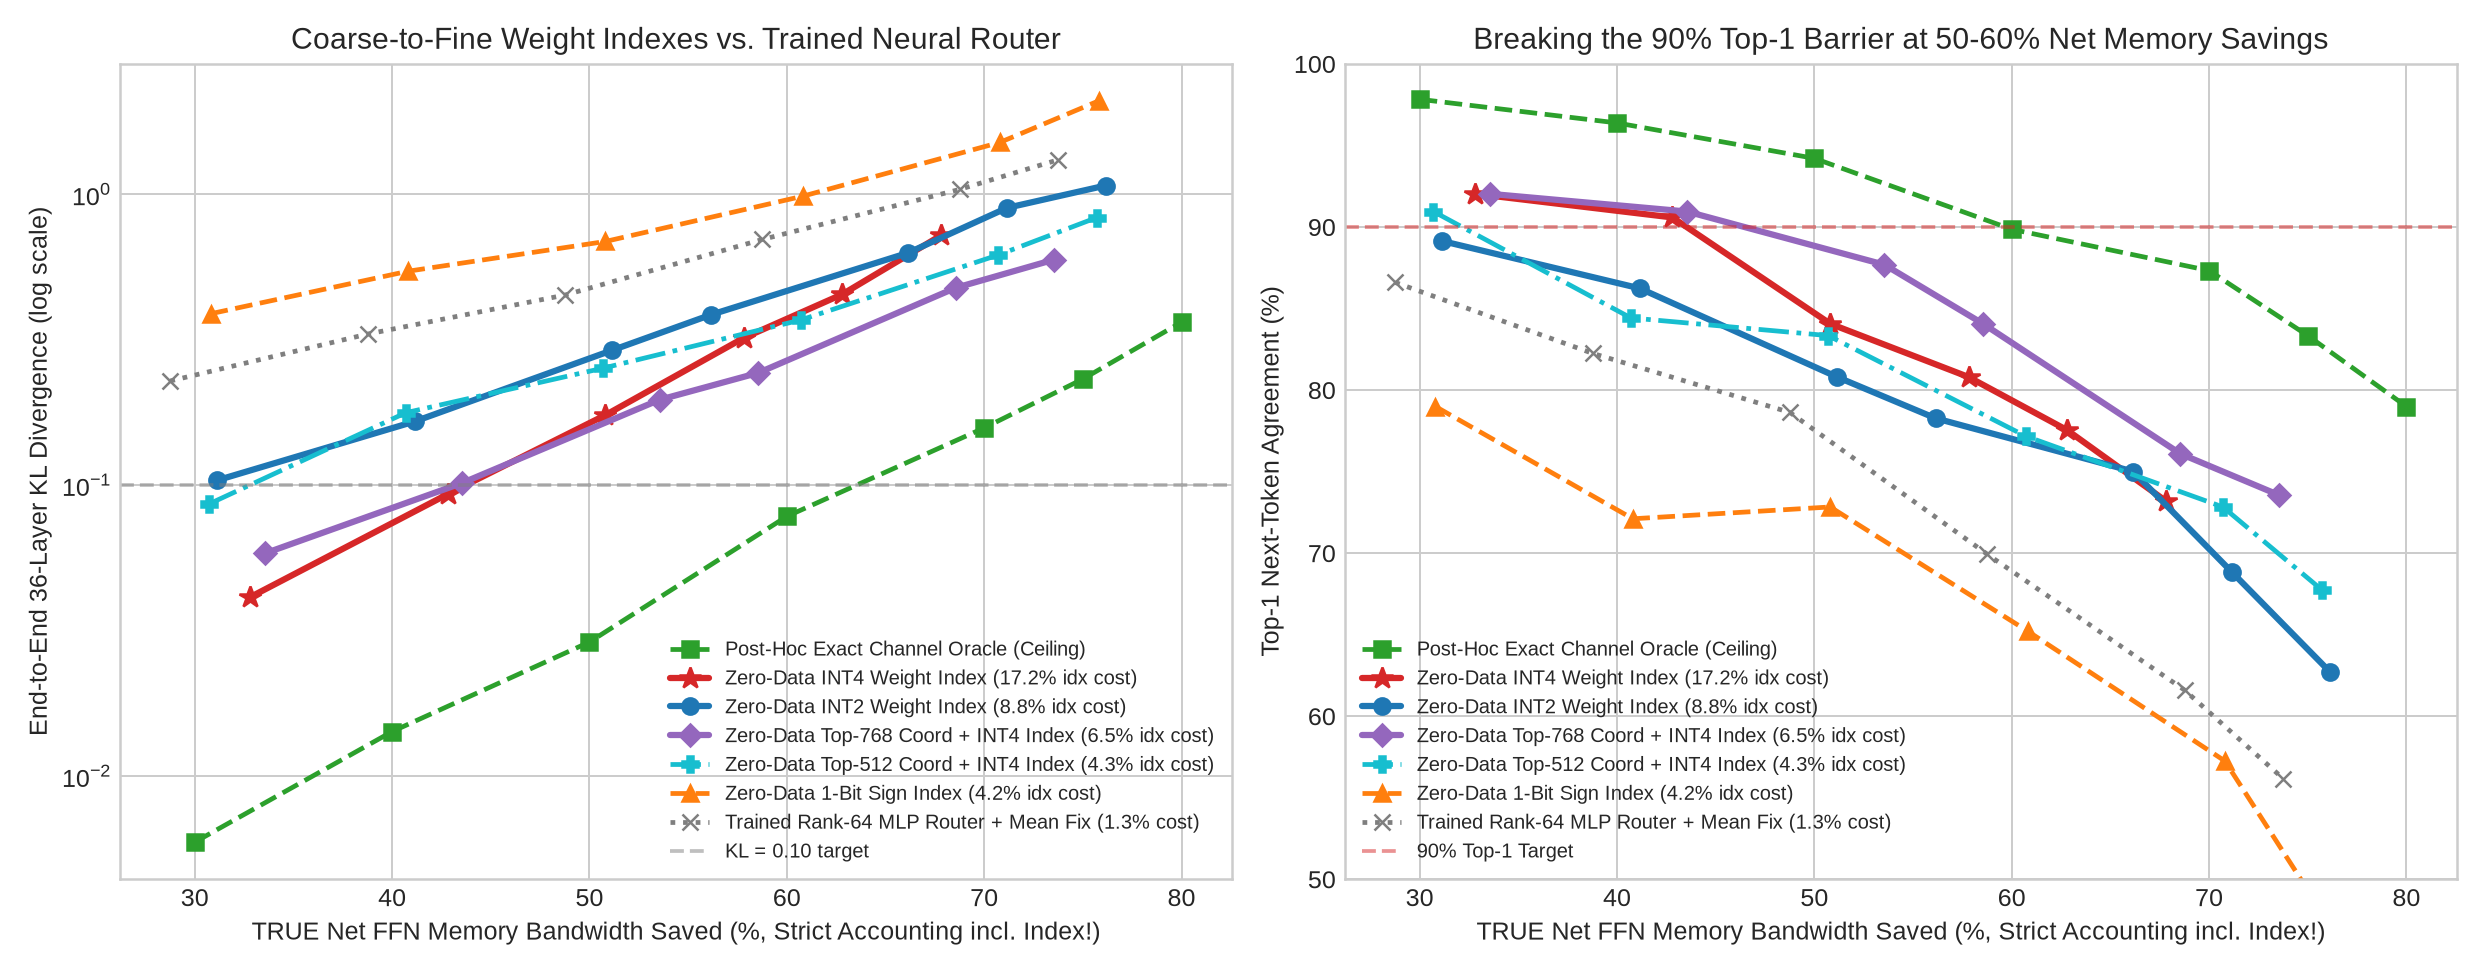 Coarse-to-Fine Weight Indexes vs. Trained Neural Router
End-to-End 36-Layer KL Divergence (log scale)
10⁰
10⁻¹
10⁻²
Post-Hoc Exact Channel Oracle (Ceiling)
Zero-Data INT4 Weight Index (17.2% idx cost)
Zero-Data INT2 Weight Index (8.8% idx cost)
Zero-Data Top-768 Coord + INT4 Index (6.5% idx cost)
Zero-Data Top-512 Coord + INT4 Index (4.3% idx cost)
Zero-Data 1-Bit Sign Index (4.2% idx cost)
Trained Rank-64 MLP Router + Mean Fix (1.3% cost)
KL = 0.10 target
30 40 50 60 70 80
TRUE Net FFN Memory Bandwidth Saved (%, Strict Accounting incl. Index!)
Breaking the 90% Top-1 Barrier at 50-60% Net Memory Savings
Top-1 Next-Token Agreement (%)
100
90
80
70
60
50
Post-Hoc Exact Channel Oracle (Ceiling)
Zero-Data INT4 Weight Index (17.2% idx cost)
Zero-Data INT2 Weight Index (8.8% idx cost)
Zero-Data Top-768 Coord + INT4 Index (6.5% idx cost)
Zero-Data Top-512 Coord + INT4 Index (4.3% idx cost)
Zero-Data 1-Bit Sign Index (4.2% idx cost)
Trained Rank-64 MLP Router + Mean Fix (1.3% cost)
90% Top-1 Target
30 40 50 60 70 80
TRUE Net FFN Memory Bandwidth Saved (%, Strict Accounting incl. Index!)